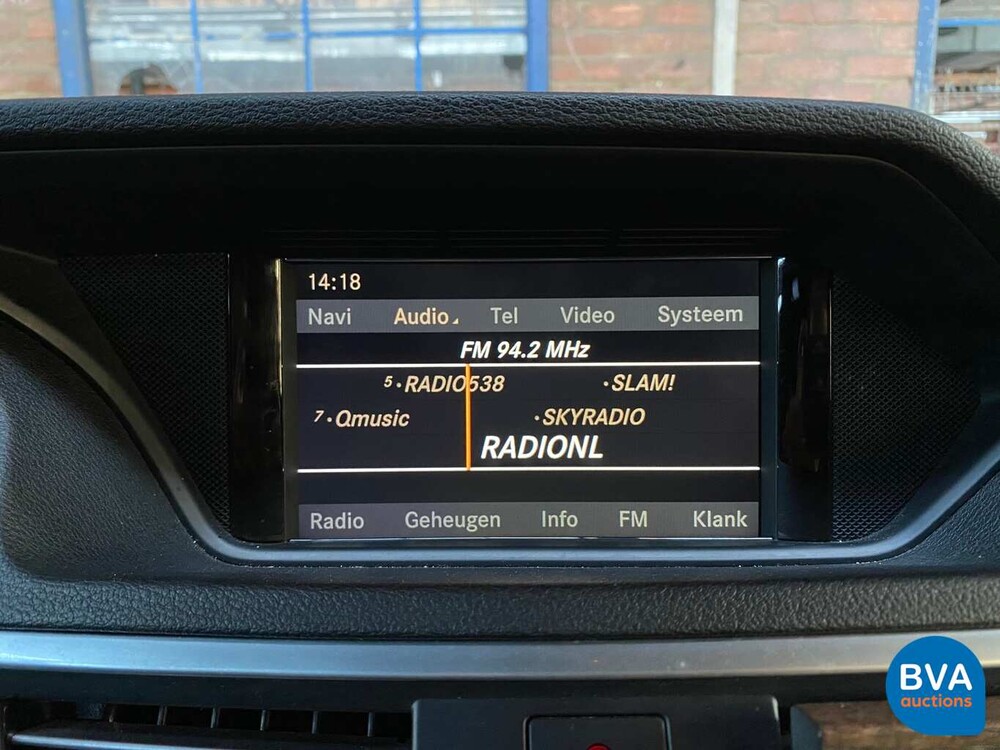 14:18
Navi Audio Tel Video Systeem
FM 94.2 MHz
5·RADIO538 ·SLAM!
7·Qmusic ·SKYRADIO
RADIONL
Radio Geheugen Info FM Klank
BVA
auctions